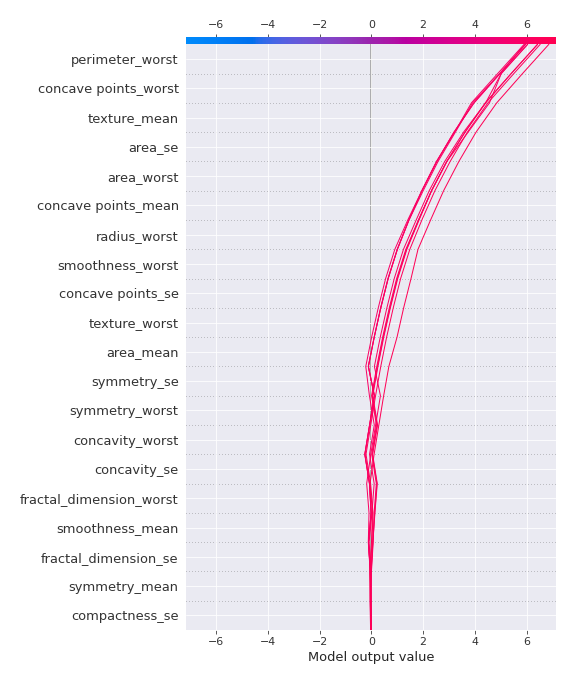 −6 −4 −2 0 2 4 6
perimeter_worst
concave points_worst
texture_mean
area_se
area_worst
concave points_mean
radius_worst
smoothness_worst
concave points_se
texture_worst
area_mean
symmetry_se
symmetry_worst
concavity_worst
concavity_se
fractal_dimension_worst
smoothness_mean
fractal_dimension_se
symmetry_mean
compactness_se
−6 −4 −2 0 2 4 6
Model output value